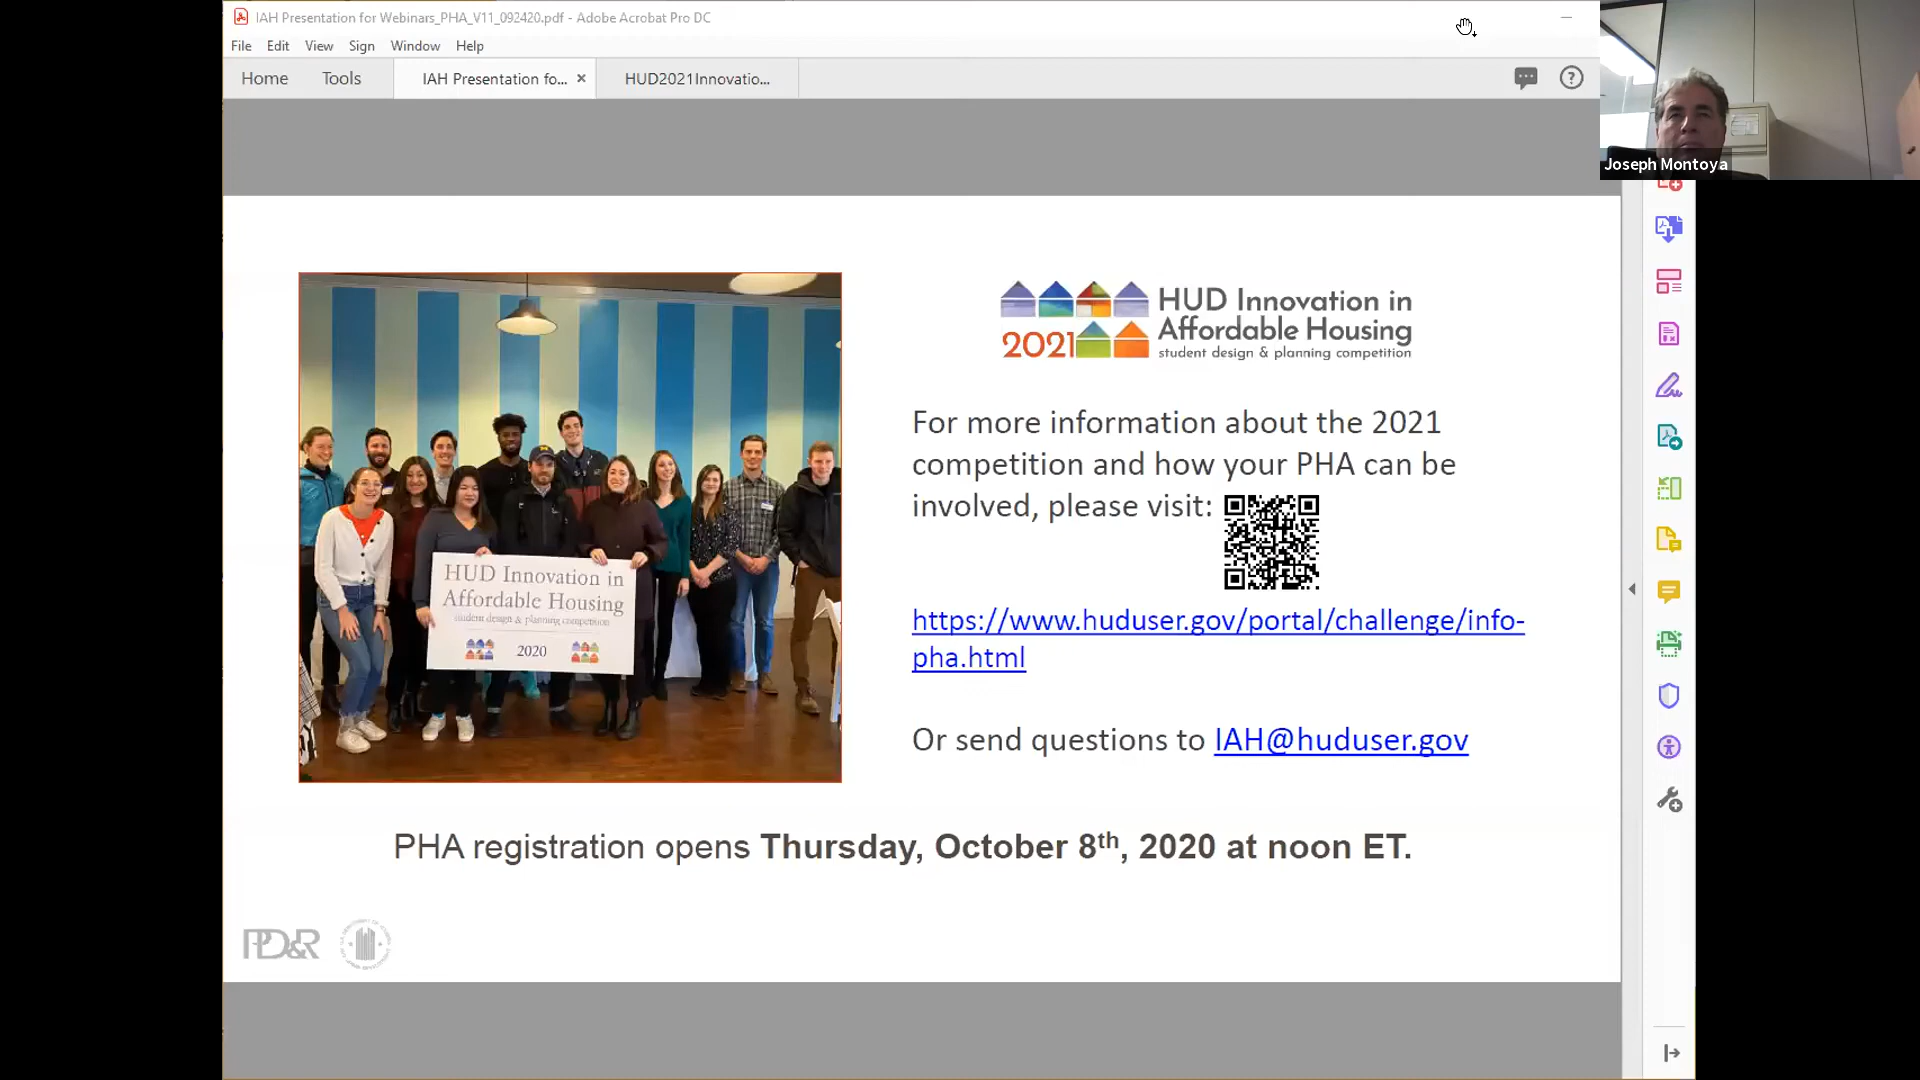 IAH Presentation for Webinars_PHA_V11_092420.pdf - Adobe Acrobat Pro DC
File Edit View Sign Window Help
Home Tools IAH Presentation fo... × HUD2021Innovatio...
Joseph Montoya
2021 HUD Innovation in
Affordable Housing
student design & planning competition
For more information about the 2021
competition and how your PHA can be
involved, please visit:
https://www.huduser.gov/portal/challenge/info-
pha.html
Or send questions to IAH@huduser.gov
HUD Innovation in
Affordable Housing
student design & planning competition
2020
PHA registration opens Thursday, October 8th, 2020 at noon ET.
PD&R